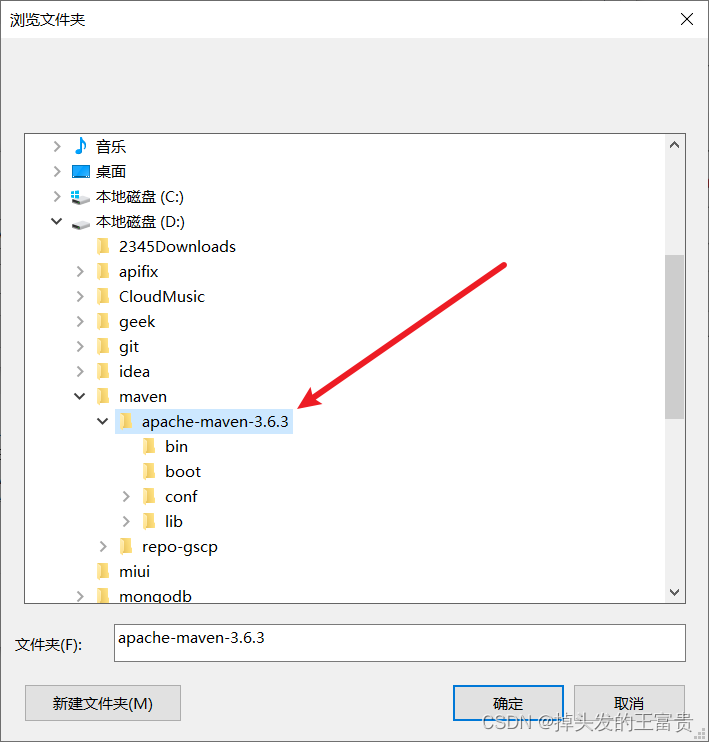 浏览文件夹
音乐
桌面
本地磁盘 (C:)
本地磁盘 (D:)
2345Downloads
apifix
CloudMusic
geek
git
idea
maven
apache-maven-3.6.3
bin
boot
conf
lib
repo-gscp
miui
mongodb
文件夹(F): apache-maven-3.6.3
新建文件夹(M) 确定 取消
CSDN @掉头发的王富贵